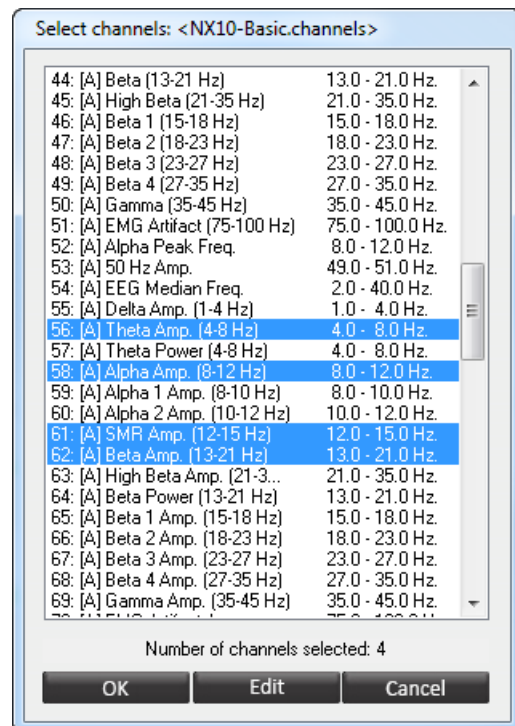 Select channels: <NX10-Basic.channels>
44: [A] Beta (13-21 Hz) 13.0 - 21.0 Hz.
45: [A] High Beta (21-35 Hz) 21.0 - 35.0 Hz.
46: [A] Beta 1 (15-18 Hz) 15.0 - 18.0 Hz.
47: [A] Beta 2 (18-23 Hz) 18.0 - 23.0 Hz.
48: [A] Beta 3 (23-27 Hz) 23.0 - 27.0 Hz.
49: [A] Beta 4 (27-35 Hz) 27.0 - 35.0 Hz.
50: [A] Gamma (35-45 Hz) 35.0 - 45.0 Hz.
51: [A] EMG Artifact (75-100 Hz) 75.0 - 100.0 Hz.
52: [A] Alpha Peak Freq. 8.0 - 12.0 Hz.
53: [A] 50 Hz Amp. 49.0 - 51.0 Hz.
54: [A] EEG Median Freq. 2.0 - 40.0 Hz.
55: [A] Delta Amp. (1-4 Hz) 1.0 - 4.0 Hz.
56: [A] Theta Amp. (4-8 Hz) 4.0 - 8.0 Hz.
57: [A] Theta Power (4-8 Hz) 4.0 - 8.0 Hz.
58: [A] Alpha Amp. (8-12 Hz) 8.0 - 12.0 Hz.
59: [A] Alpha 1 Amp. (8-10 Hz) 8.0 - 10.0 Hz.
60: [A] Alpha 2 Amp. (10-12 Hz) 10.0 - 12.0 Hz.
61: [A] SMR Amp. (12-15 Hz) 12.0 - 15.0 Hz.
62: [A] Beta Amp. (13-21 Hz) 13.0 - 21.0 Hz.
63: [A] High Beta Amp. (21-3... 21.0 - 35.0 Hz.
64: [A] Beta Power (13-21 Hz) 13.0 - 21.0 Hz.
65: [A] Beta 1 Amp. (15-18 Hz) 15.0 - 18.0 Hz.
66: [A] Beta 2 Amp. (18-23 Hz) 18.0 - 23.0 Hz.
67: [A] Beta 3 Amp. (23-27 Hz) 23.0 - 27.0 Hz.
68: [A] Beta 4 Amp. (27-35 Hz) 27.0 - 35.0 Hz.
69: [A] Gamma Amp. (35-45 Hz) 35.0 - 45.0 Hz.
Number of channels selected: 4
OK Edit Cancel